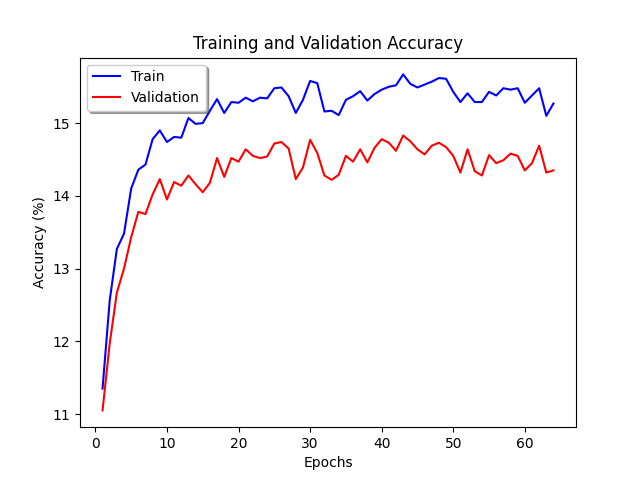 Training and Validation Accuracy
Train
Validation
15
14
13
12
11
Accuracy (%)
0 10 20 30 40 50 60
Epochs